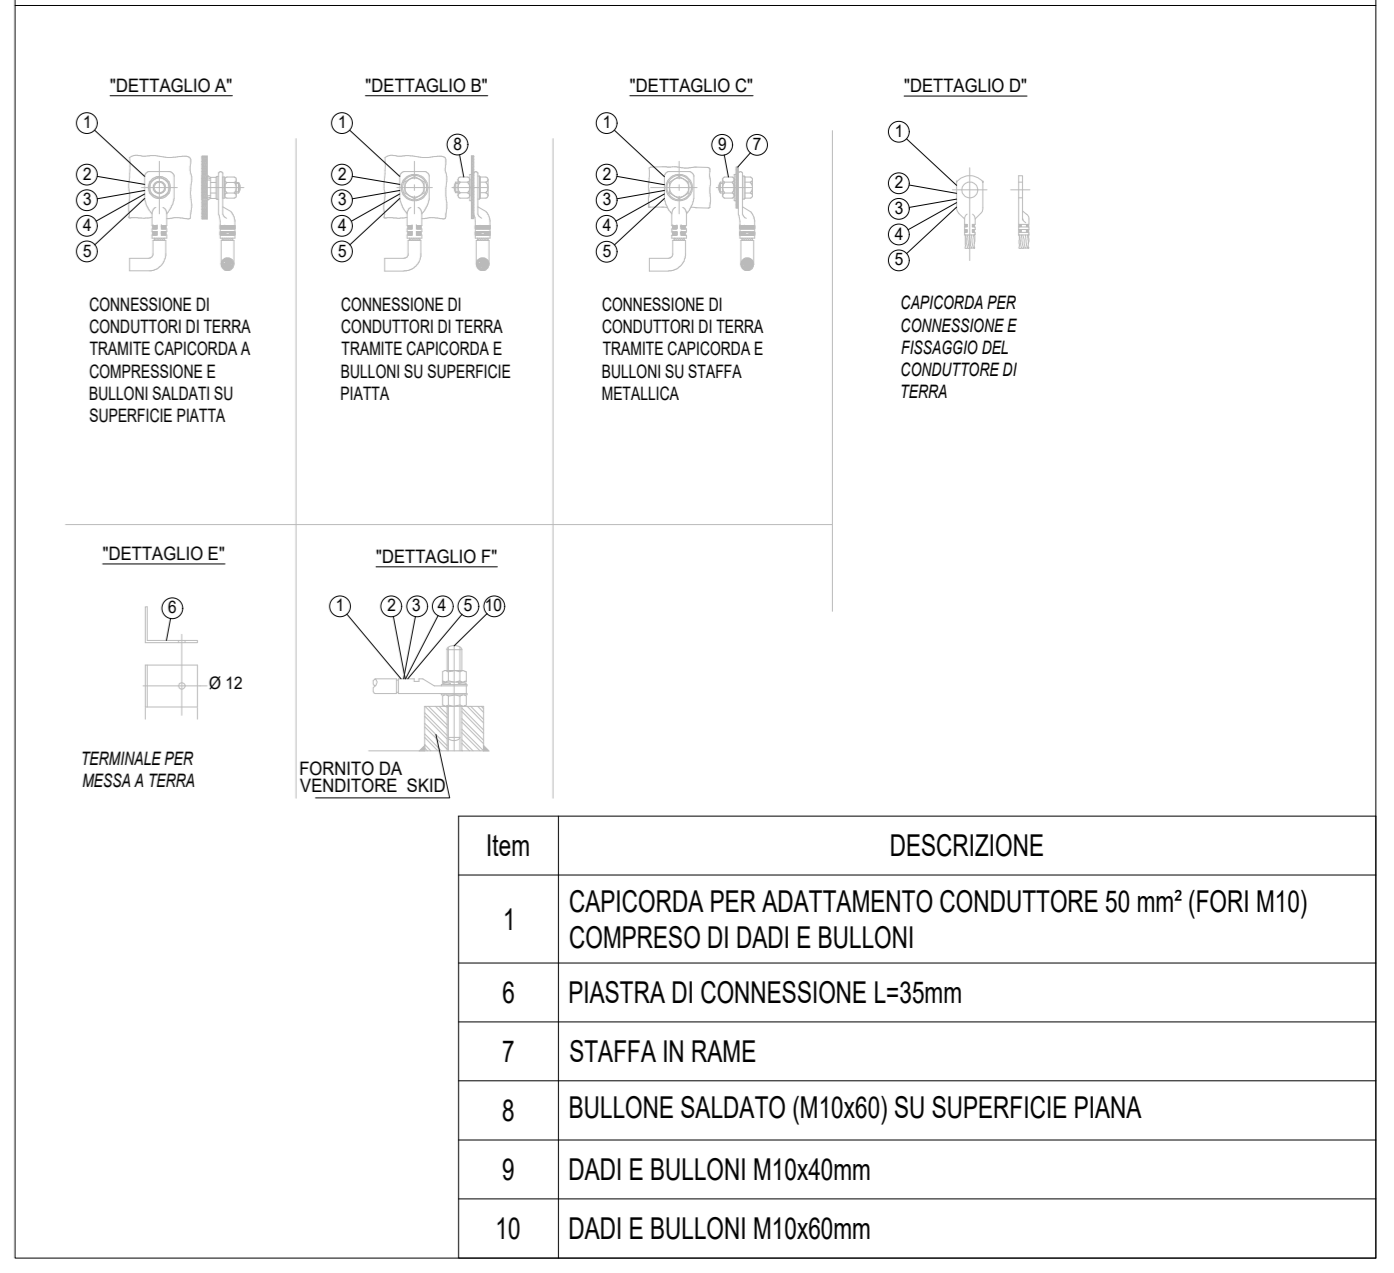 "DETTAGLIO A"
1
2
3
4
5
CONNESSIONE DI
CONDUTTORI DI TERRA
TRAMITE CAPICORDA A
COMPRESSIONE E
BULLONI SALDATI SU
SUPERFICIE PIATTA
"DETTAGLIO B"
1
8
2
3
4
5
CONNESSIONE DI
CONDUTTORI DI TERRA
TRAMITE CAPICORDA E
BULLONI SU SUPERFICIE
PIATTA
"DETTAGLIO C"
1
9 7
2
3
4
5
CONNESSIONE DI
CONDUTTORI DI TERRA
TRAMITE CAPICORDA E
BULLONI SU STAFFA
METALLICA
"DETTAGLIO D"
1
2
3
4
5
CAPICORDA PER
CONNESSIONE E
FISSAGGIO DEL
CONDUTTORE DI
TERRA
"DETTAGLIO E"
6
Ø 12
TERMINALE PER
MESSA A TERRA
"DETTAGLIO F"
1 2 3 4 5 10
FORNITO DA
VENDITORE SKID
Item DESCRIZIONE
1 CAPICORDA PER ADATTAMENTO CONDUTTORE 50 mm² (FORI M10)
COMPRESO DI DADI E BULLONI
6 PIASTRA DI CONNESSIONE L=35mm
7 STAFFA IN RAME
8 BULLONE SALDATO (M10x60) SU SUPERFICIE PIANA
9 DADI E BULLONI M10x40mm
10 DADI E BULLONI M10x60mm